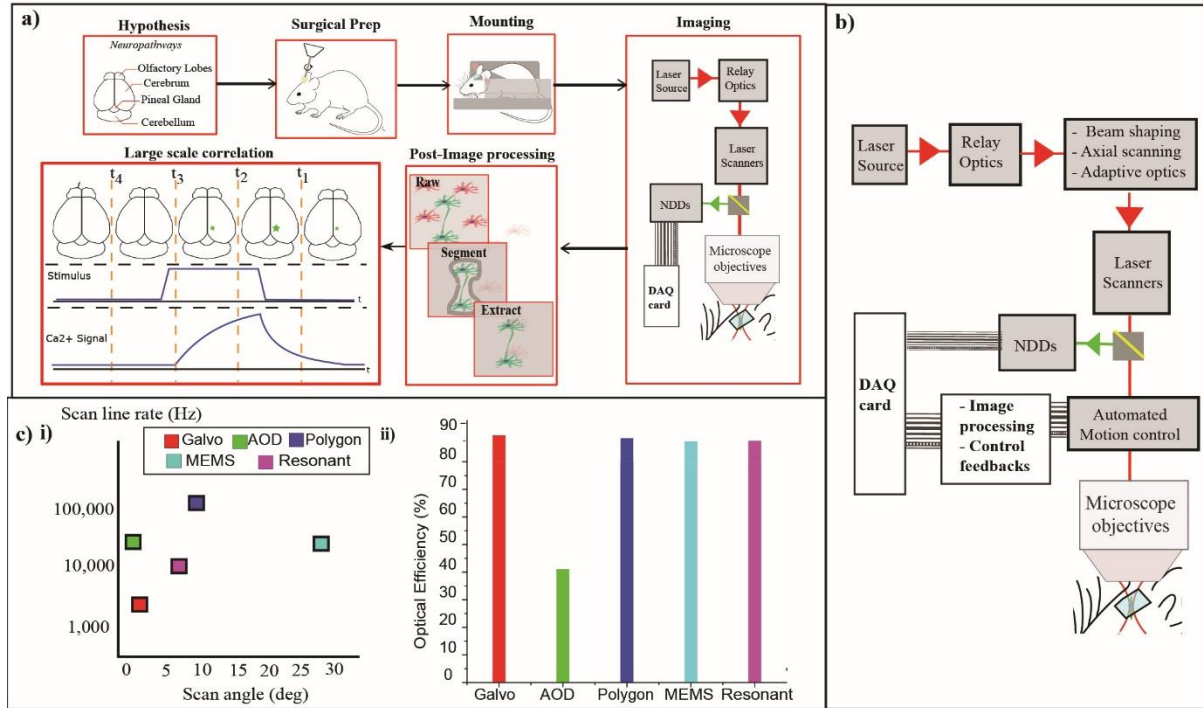 a)
Hypothesis
Neuropathways
Olfactory Lobes
Cerebrum
Pineal Gland
Cerebellum
Surgical Prep
Mounting
Imaging
Laser
Source
Relay
Optics
Laser
Scanners
NDDs
DAQ
card
Microscope
objectives
Post-Image processing
Raw
Segment
Extract
Large scale correlation
t4
t3
t2
t1
Stimulus
t
Ca2+ Signal
t
b)
Laser
Source
Relay
Optics
- Beam shaping
- Axial scanning
- Adaptive optics
Laser
Scanners
NDDs
DAQ
card
- Image
processing
- Control
feedbacks
Automated
Motion control
Microscope
objectives
c) i)
Scan line rate (Hz)
Galvo
AOD
Polygon
MEMS
Resonant
100,000
10,000
1,000
0 5 10 15 20 25 30
Scan angle (deg)
ii)
Optical Efficiency (%)
90
80
70
60
50
40
30
20
10
0
Galvo AOD Polygon MEMS Resonant